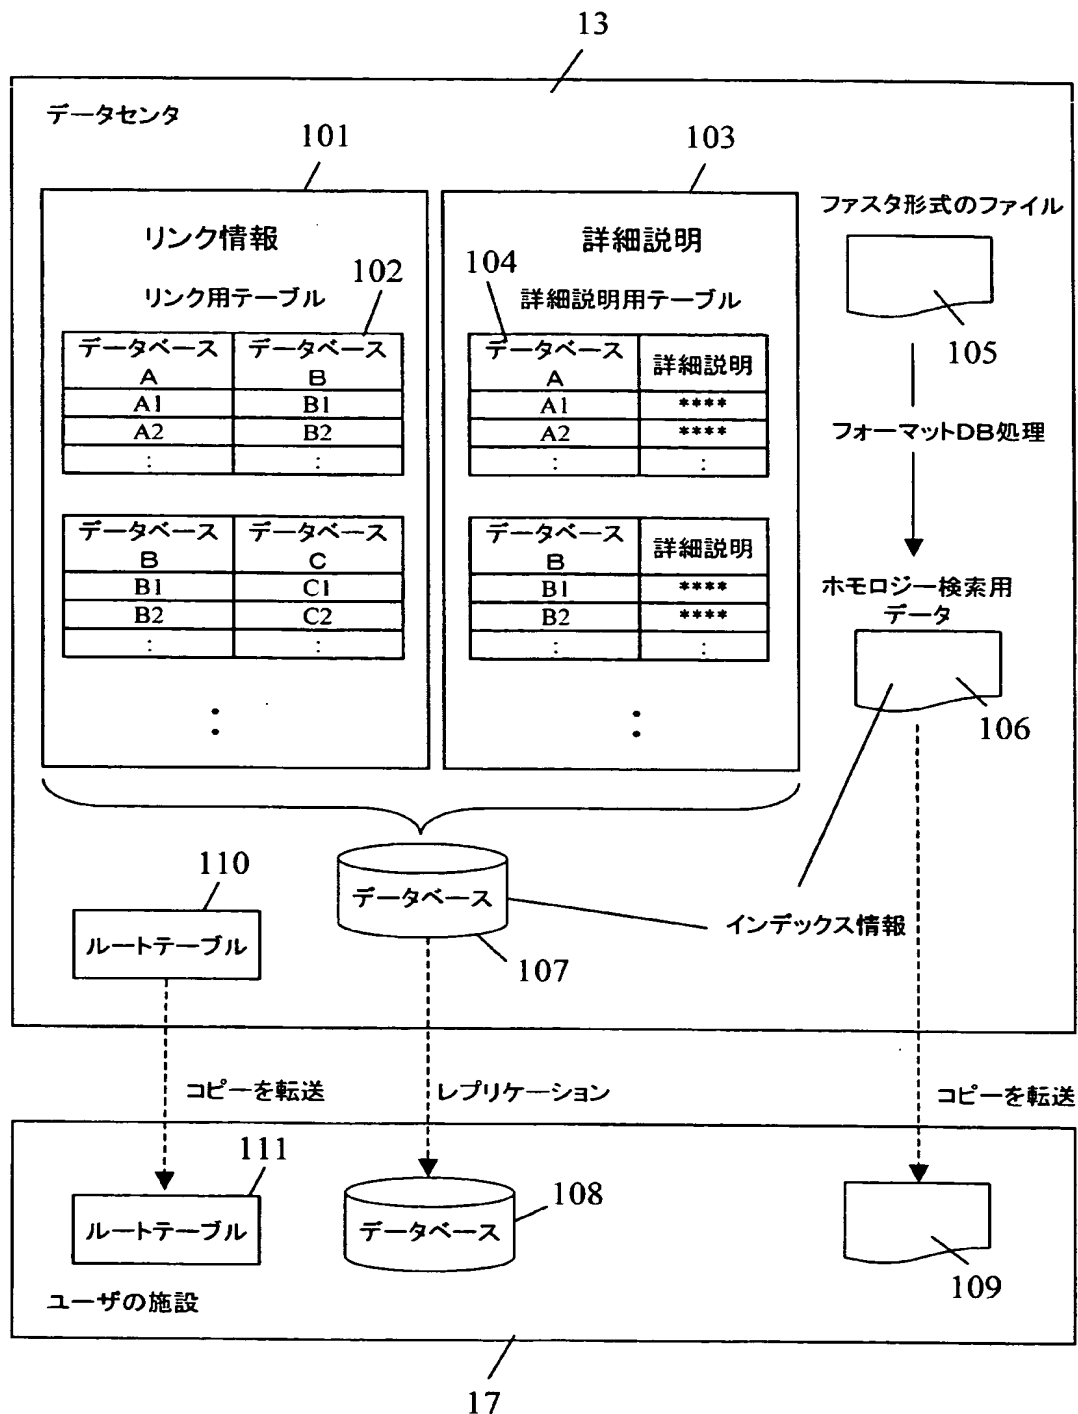 13
データセンタ
101
103
リンク情報
102
リンク用テーブル
データベース
A
データベース
B
A1
B1
A2
B2
:
:
データベース
B
データベース
C
B1
C1
B2
C2
:
:
:
詳細説明
104
詳細説明用テーブル
データベース
A
詳細説明
A1
****
A2
****
:
:
データベース
B
詳細説明
B1
****
B2
****
:
:
:
ファスタ形式のファイル
105
フォーマットDB処理
ホモロジー検索用
データ
106
110
ルートテーブル
データベース
107
インデックス情報
コピーを転送
レプリケーション
コピーを転送
111
ルートテーブル
108
データベース
109
ユーザの施設
17